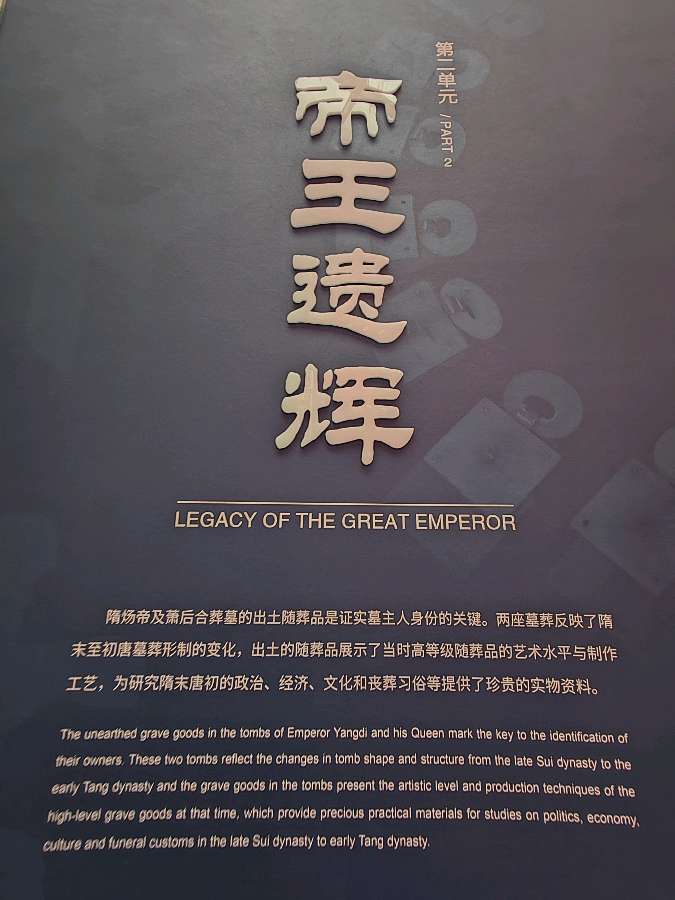 第二单元 / PART 2
帝王遗辉
LEGACY OF THE GREAT EMPEROR
隋炀帝及萧后合葬墓的出土随葬品是证实墓主人身份的关键。两座墓葬反映了隋
末至初唐墓葬形制的变化，出土的随葬品展示了当时高等级随葬品的艺术水平与制作
工艺，为研究隋末唐初的政治、经济、文化和丧葬习俗等提供了珍贵的实物资料。
The unearthed grave goods in the tombs of Emperor Yangdi and his Queen mark the key to the identification of
their owners. These two tombs reflect the changes in tomb shape and structure from the late Sui dynasty to the
early Tang dynasty and the grave goods in the tombs present the artistic level and production techniques of the
high-level grave goods at that time, which provide precious practical materials for studies on politics, economy,
culture and funeral customs in the late Sui dynasty to early Tang dynasty.